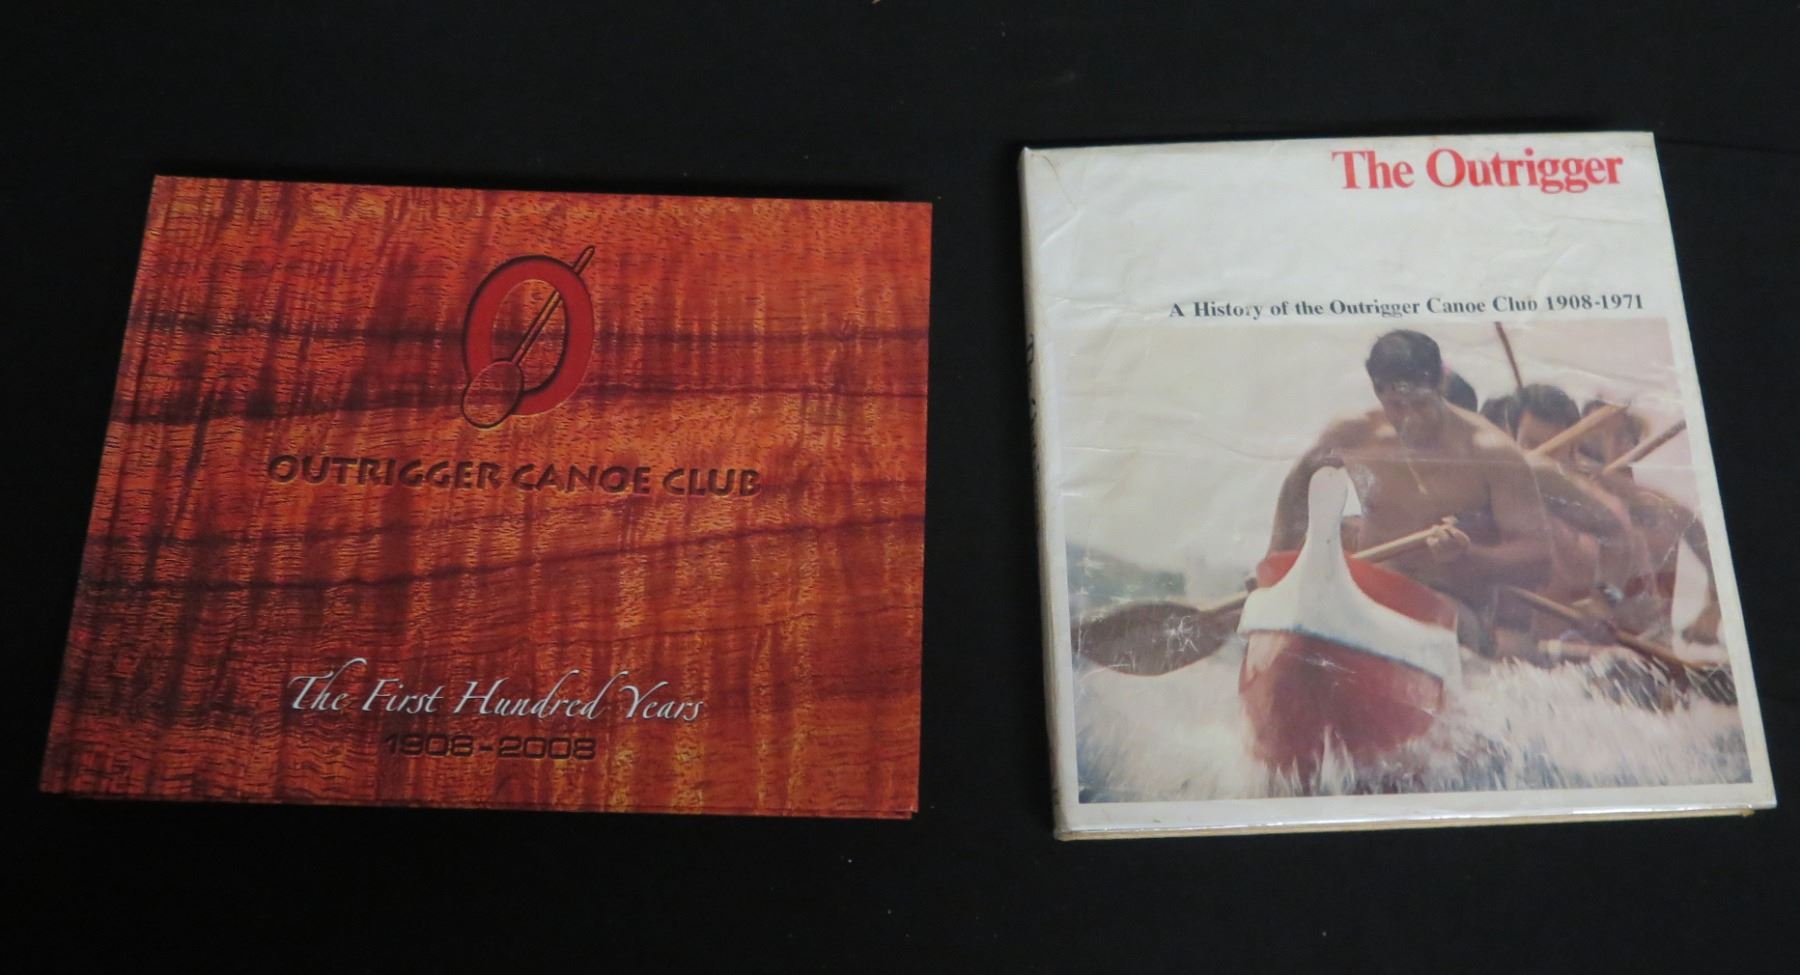 OUTRIGGER CANOE CLUB
The First Hundred Years
1908-2008
The Outrigger
A History of the Outrigger Canoe Club 1908-1971